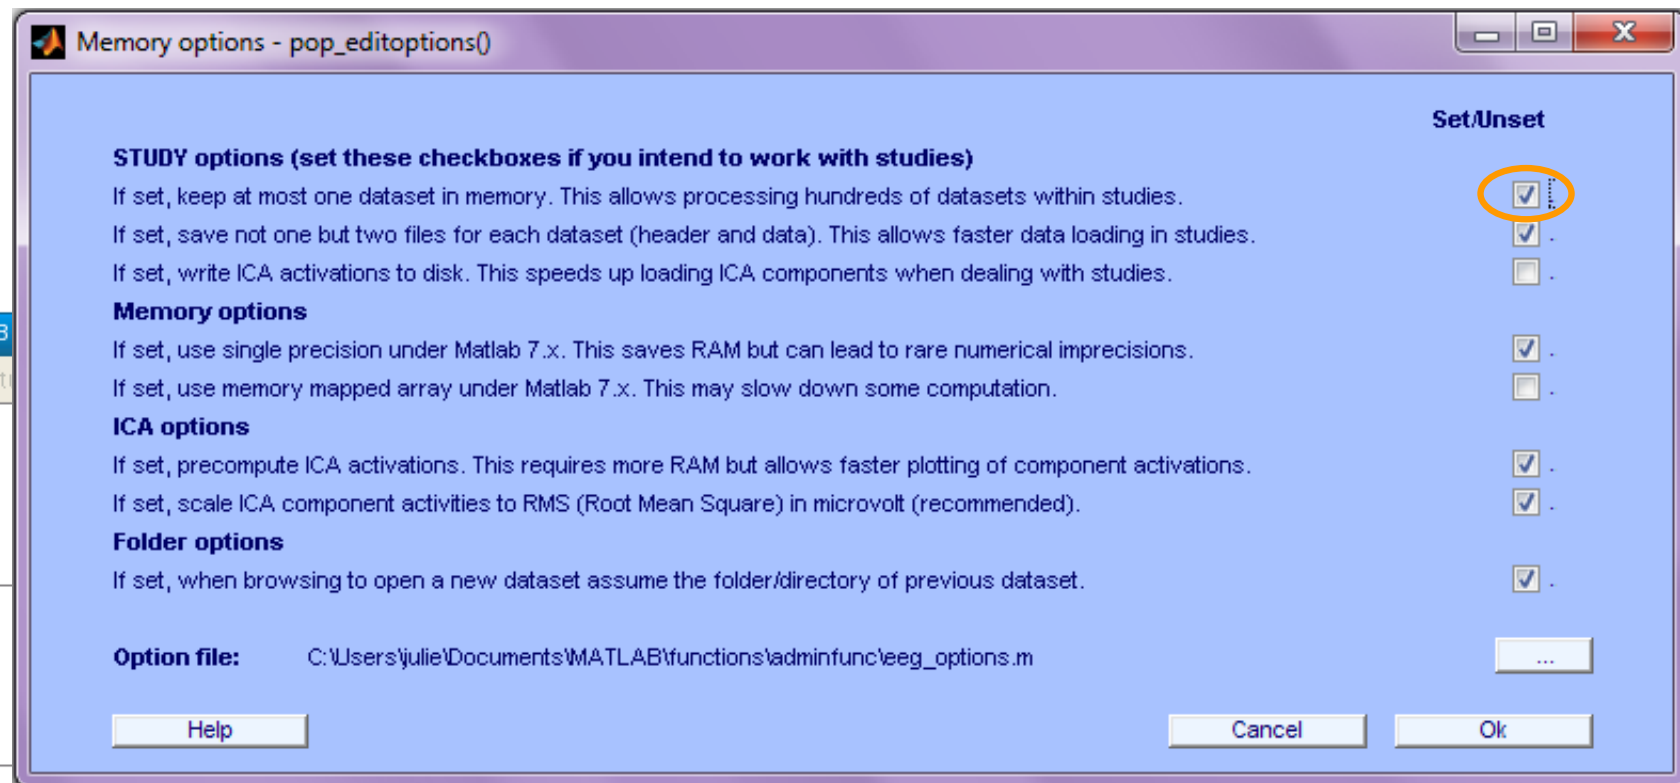 Memory options - pop_editoptions()
Set/Unset
STUDY options (set these checkboxes if you intend to work with studies)
If set, keep at most one dataset in memory. This allows processing hundreds of datasets within studies.
If set, save not one but two files for each dataset (header and data). This allows faster data loading in studies.
If set, write ICA activations to disk. This speeds up loading ICA components when dealing with studies.
Memory options
If set, use single precision under Matlab 7.x. This saves RAM but can lead to rare numerical imprecisions.
If set, use memory mapped array under Matlab 7.x. This may slow down some computation.
ICA options
If set, precompute ICA activations. This requires more RAM but allows faster plotting of component activations.
If set, scale ICA component activities to RMS (Root Mean Square) in microvolt (recommended).
Folder options
If set, when browsing to open a new dataset assume the folder/directory of previous dataset.
Option file: C:\Users\julie\Documents\MATLAB\functions\adminfunc\eeg_options.m ...
Help Cancel Ok